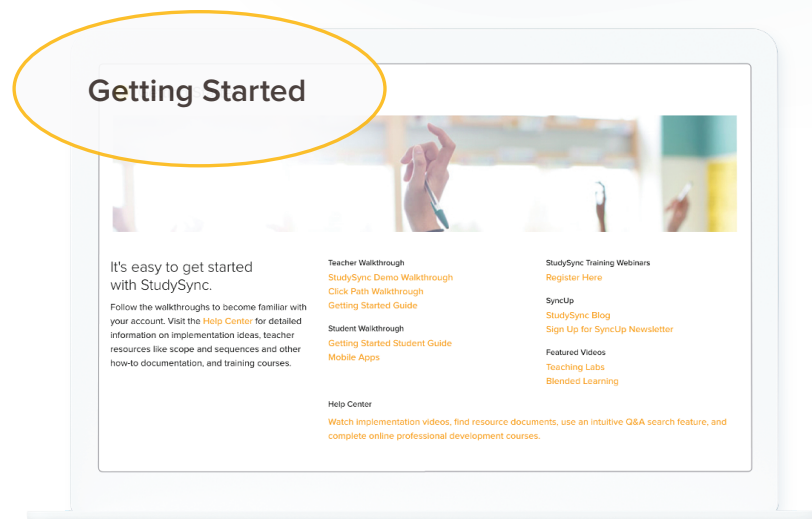 Getting Started
It's easy to get started
with StudySync.
Follow the walkthroughs to become familiar with
your account. Visit the Help Center for detailed
information on implementation ideas, teacher
resources like scope and sequences and other
how-to documentation, and training courses.
Teacher Walkthrough
StudySync Demo Walkthrough
Click Path Walkthrough
Getting Started Guide
Student Walkthrough
Getting Started Student Guide
Mobile Apps
StudySync Training Webinars
Register Here
SyncUp
StudySync Blog
Sign Up for SyncUp Newsletter
Featured Videos
Teaching Labs
Blended Learning
Help Center
Watch implementation videos, find resource documents, use an intuitive Q&A search feature, and
complete online professional development courses.